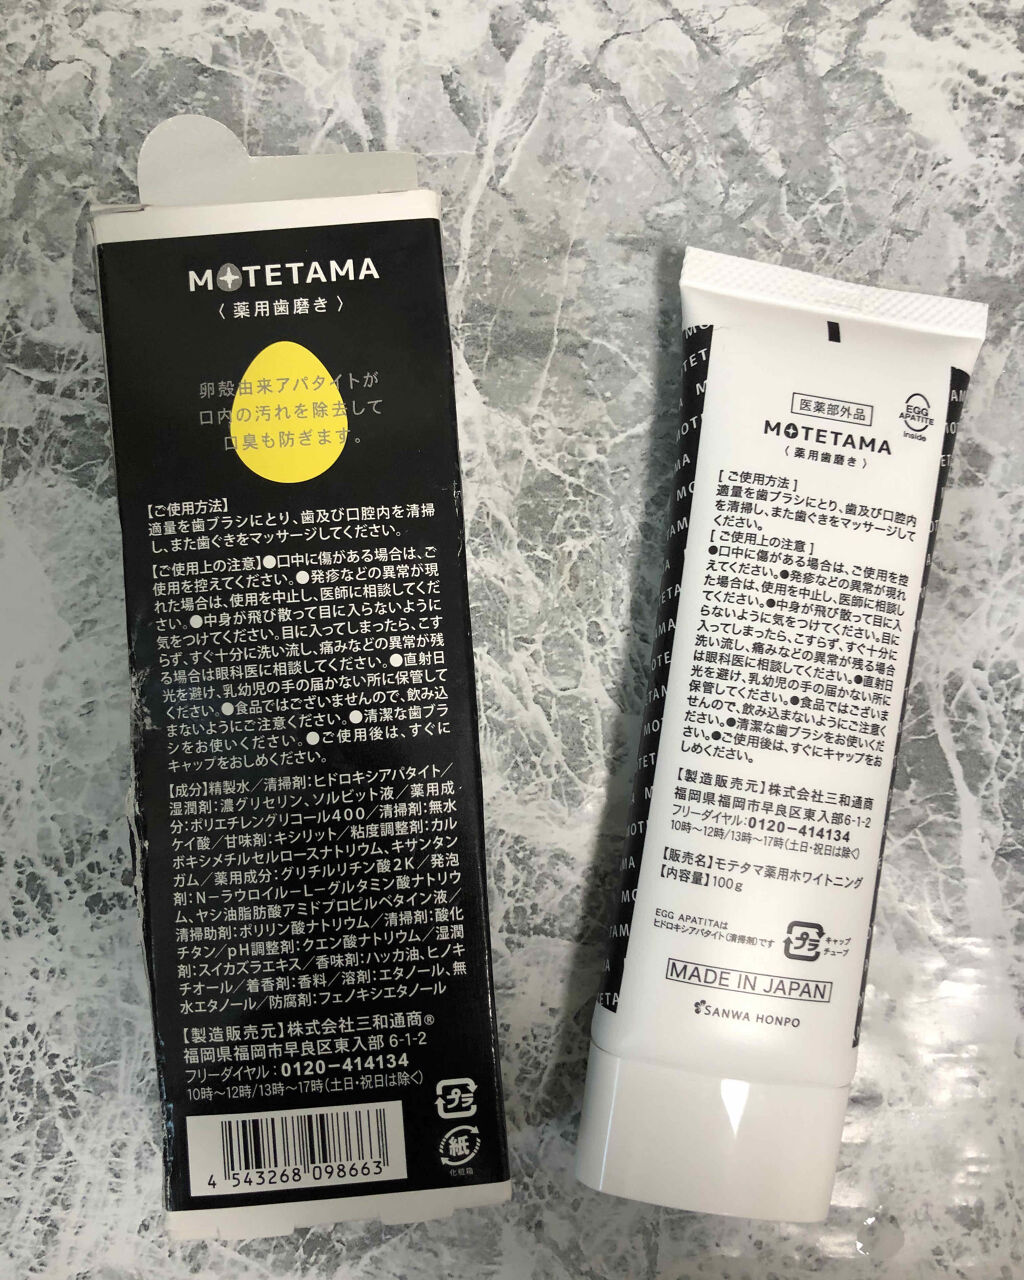 MOTETAMA
〈薬用歯磨き〉
卵殻由来アパタイトが
口内の汚れを除去して
口臭も防ぎます。
【ご使用方法】
適量を歯ブラシにとり、歯及び口腔内を清掃
し、また歯ぐきをマッサージしてください。
【ご使用上の注意】●口中に傷がある場合は、ご
使用を控えてください。●発疹などの異常が現
れた場合は、使用を中止し、医師に相談してくだ
さい。●中身が飛び散って目に入らないように
気をつけてください。目に入ってしまったら、こす
らず、すぐ十分に洗い流し、痛みなどの異常が残
る場合は眼科医に相談してください。●直射日
光を避け、乳幼児の手の届かない所に保管して
ください。●食品ではございませんので、飲み込
まないようにご注意ください。●清潔な歯ブラ
シをお使いください。●ご使用後は、すぐに
キャップをおしめください。
【成分】精製水／清掃剤：ヒドロキシアパタイト／
湿潤剤：濃グリセリン、ソルビット液／薬用成
分：ポリエチレングリコール400／清掃剤：無水
ケイ酸／甘味剤：キシリット／粘度調整剤：カル
ボキシメチルセルロースナトリウム、キサンタン
ガム／薬用成分：グリチルリチン酸2K／発泡
剤：N－ラウロイル－L－グルタミン酸ナトリウ
ム、ヤシ油脂肪酸アミドプロピルベタイン液／
清掃助剤：ポリリン酸ナトリウム／清掃剤：酸化
チタン／pH調整剤：クエン酸ナトリウム／湿潤
剤：スイカズラエキス／香味剤：ハッカ油、ヒノキ
チオール／着香剤：香料／溶剤：エタノール、無
水エタノール／防腐剤：フェノキシエタノール
【製造販売元】株式会社三和通商®
福岡県福岡市早良区東入部 6-1-2
フリーダイヤル：0120－414134
10時～12時/13時～17時(土日・祝日は除く)
プラ
紙
化粧箱
4 543268 098663
医薬部外品
EGG
APATITE
inside
MOTETAMA
〈薬用歯磨き〉
[ご使用方法]
適量を歯ブラシにとり、歯及び口腔内
を清掃し、また歯ぐきをマッサージして
ください。
[ご使用上の注意]
●口中に傷がある場合は、ご使用を控
えてください。●発疹などの異常が現れ
た場合は、使用を中止し、医師に相談し
てください。●中身が飛び散って目に入
らないように気をつけてください。目に
入ってしまったら、こすらず、すぐ十分に
洗い流し、痛みなどの異常が残る場合
は眼科医に相談してください。●直射日
光を避け、乳幼児の手の届かない所に
保管してください。●食品ではございま
せんので、飲み込まないようにご注意く
ださい。●清潔な歯ブラシをお使いくだ
さい。●ご使用後は、すぐにキャップをお
しめください。
【製造販売元】株式会社三和通商
福岡県福岡市早良区東入部6-1-2
フリーダイヤル：0120－414134
10時～12時/13時～17時(土日・祝日は除く)
【販売名】モテタマ薬用ホワイトニング
【内容量】100g
EGG APATITAは
ヒドロキシアパタイト(清掃剤)です
プラ
キャップ
チューブ
MADE IN JAPAN
SANWA HONPO